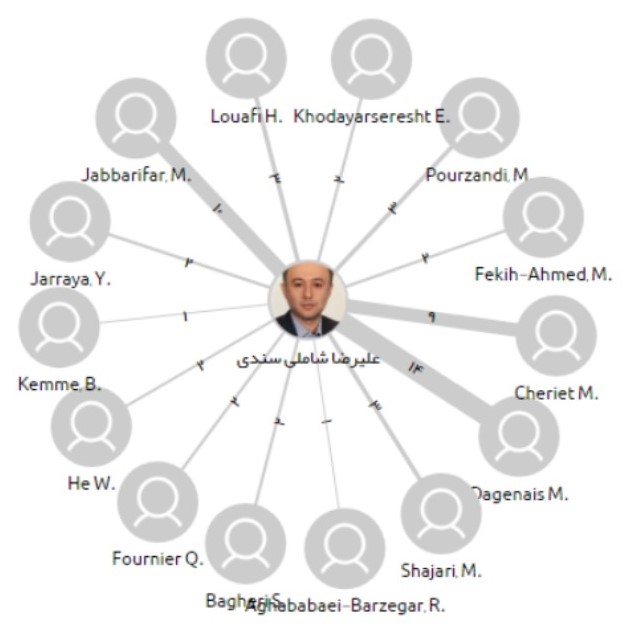 Louafi H.
Khodayarseresht E.
Jabbarifar, M.
Pourzandi, M.
Jarraya, Y.
Fekih-Ahmed, M.
Kemme, B.
Cheriet M.
He W.
Dagenais M.
Fournier Q.
Shajari, M.
Bagheri S.
Aghababaei-Barzegar, R.
علیرضا شاملی سندی
۳
۲
۱۰
۳
۲
۲
۱
۹
۲
۱۴
۲
۲
۱
۳